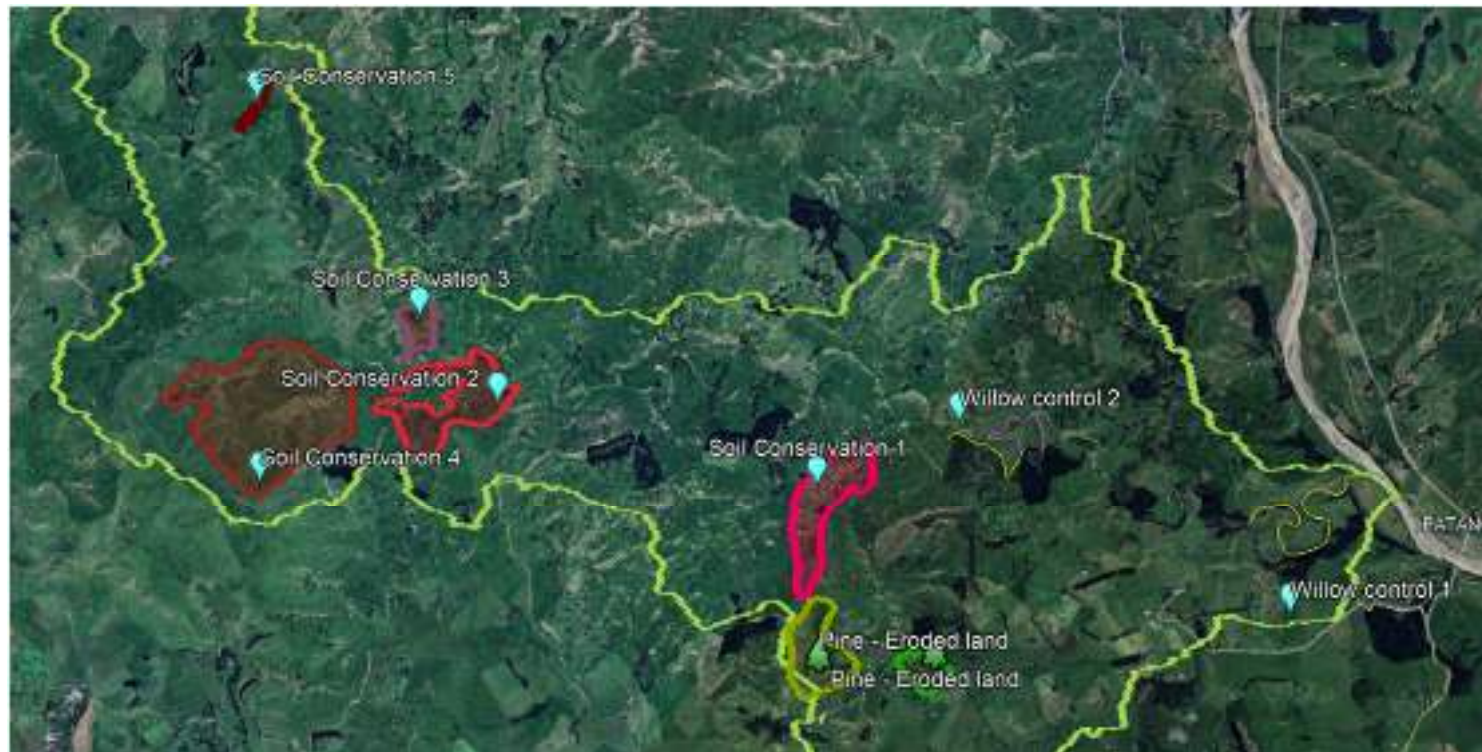 Soil Conservation 5
Soil Conservation 3
Soil Conservation 2
Willow control 2
Soil Conservation 4
Soil Conservation 1
PATAN
Willow control 1
Pine - Eroded land
Pine - Eroded land